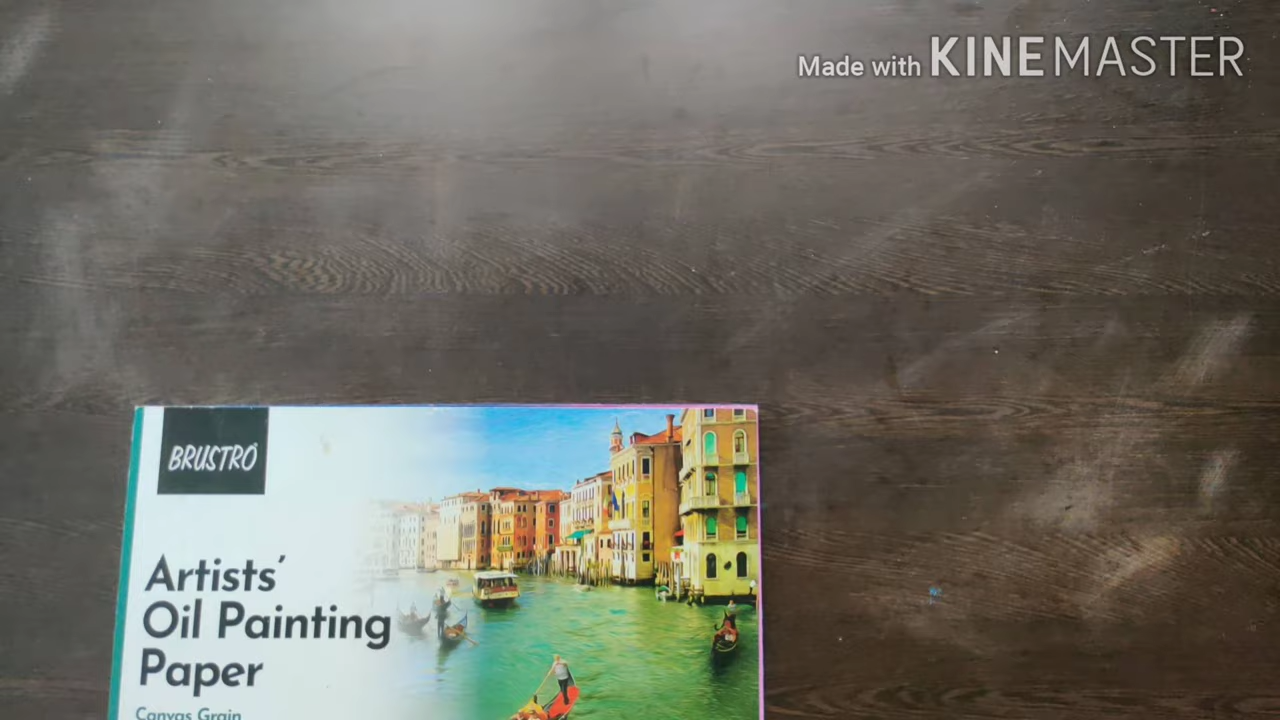 Made with KINEMASTER
BRUSTRO
Artists'
Oil Painting
Paper
Canvas Grain